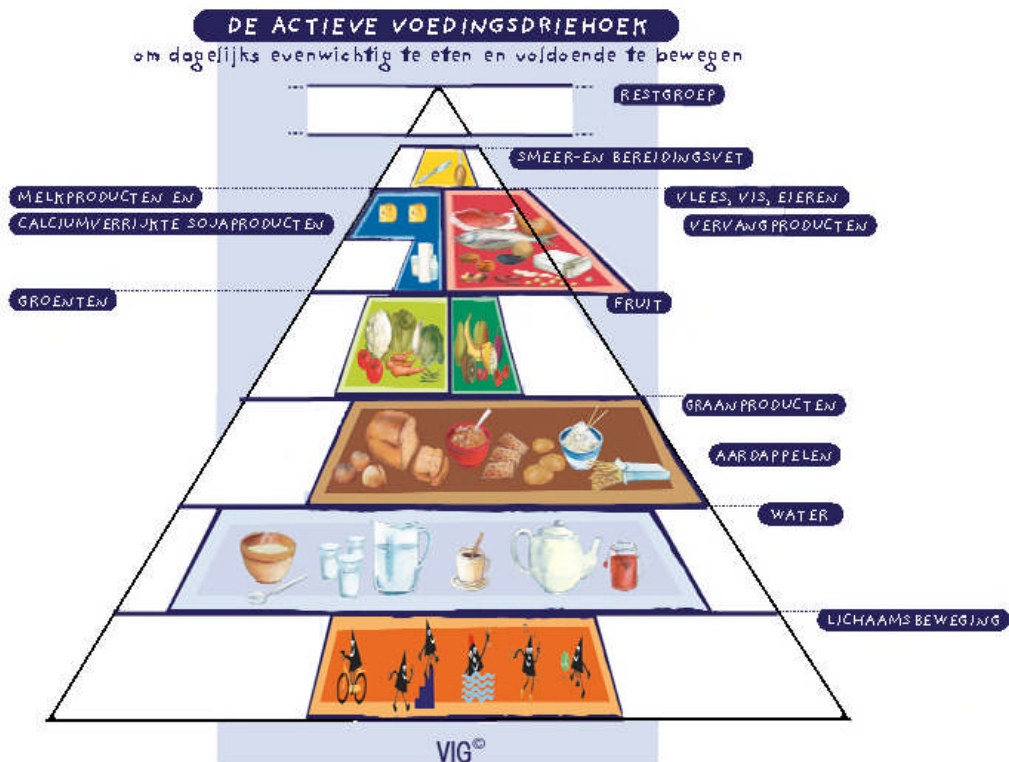 DE ACTIEVE VOEDINGSDRIEHOEK
om dagelijks evenwichtig te eten en voldoende te bewegen
RESTGROEP
SMEER-EN BEREIDINGSVET
MELKPRODUCTEN EN
CALCIUMVERRIJKTE SOJAPRODUCTEN
VLEES, VIS, EIEREN
VERVANGPRODUCTEN
GROENTEN
FRUIT
GRAANPRODUCTEN
AARDAPPELEN
WATER
LICHAAMSBEWEGING
VIG©